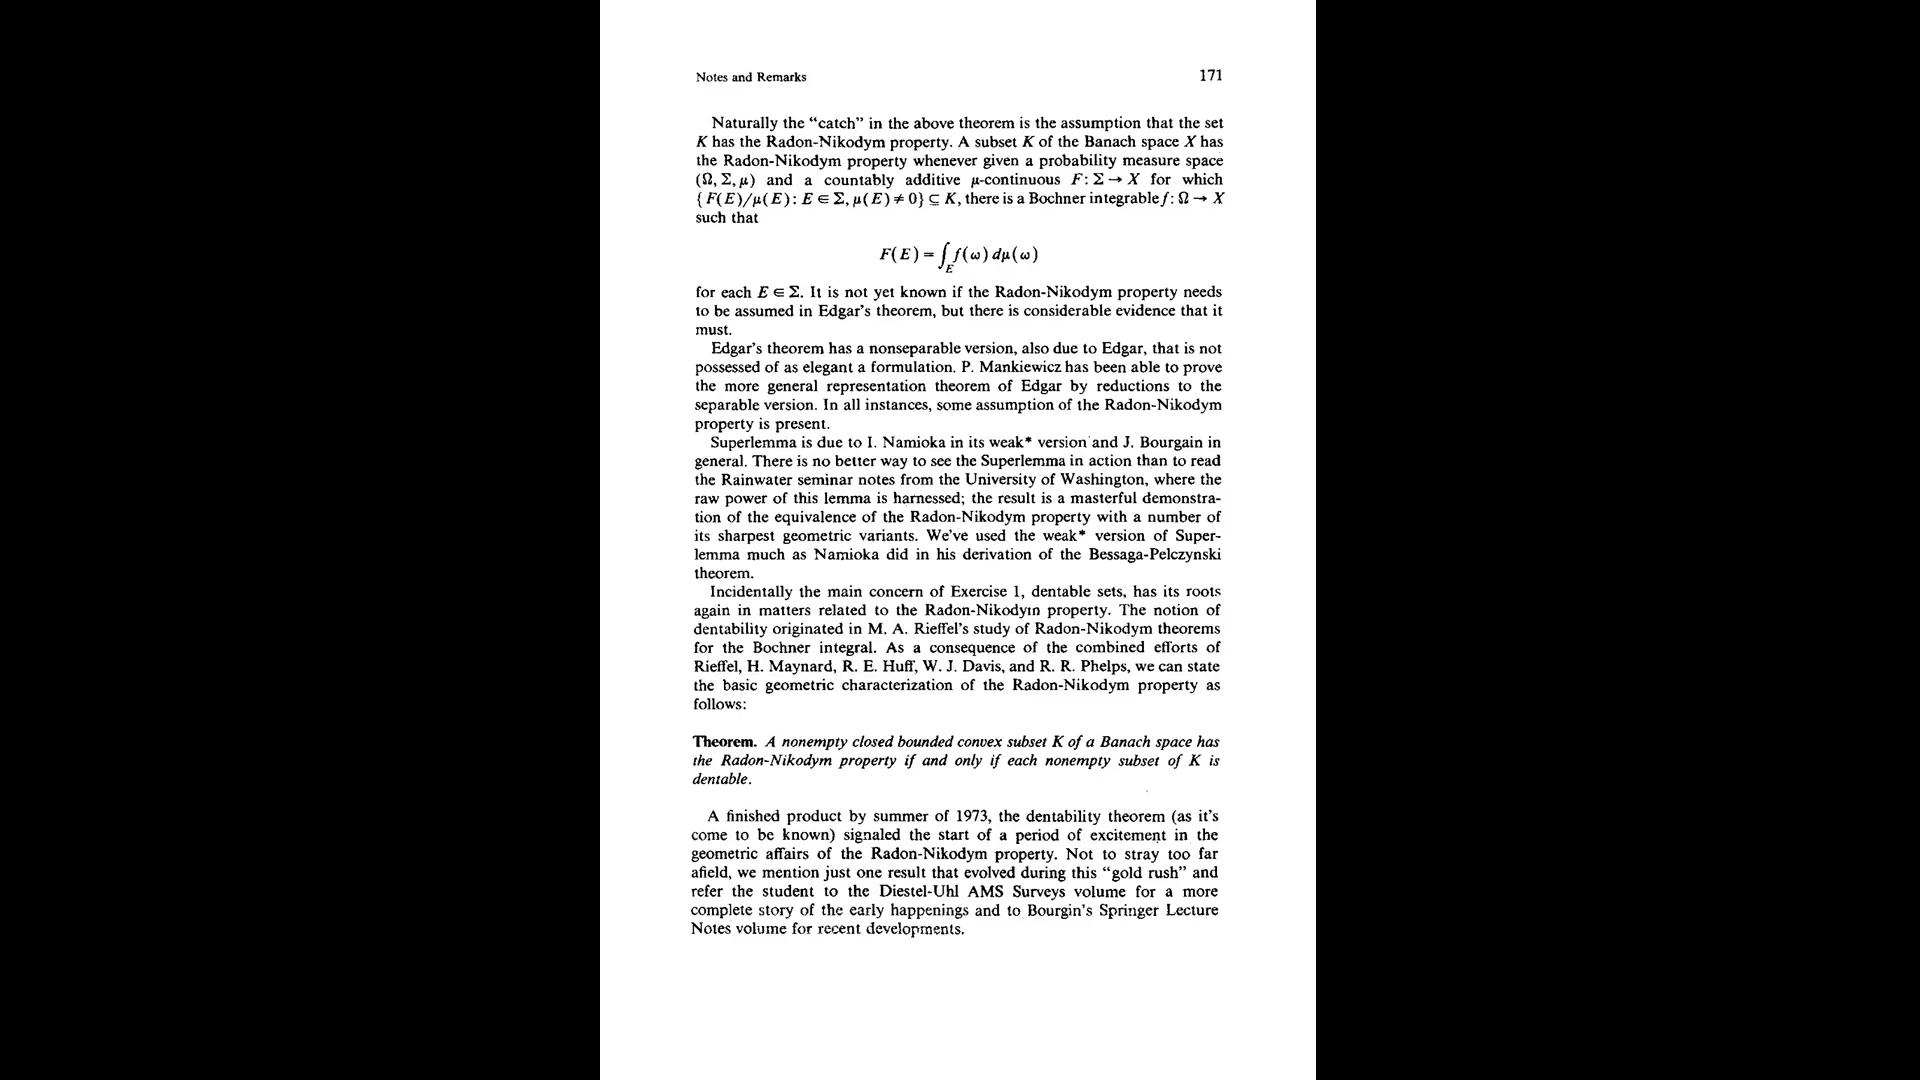 Notes and Remarks 171
Naturally the “catch” in the above theorem is the assumption that the set
K has the Radon-Nikodym property. A subset K of the Banach space X has
the Radon-Nikodym property whenever given a probability measure space
(Ω, Σ, μ) and a countably additive μ-continuous F: Σ → X for which
{F(E)/μ(E): E ∈ Σ, μ(E) ≠ 0} ⊆ K, there is a Bochner integrable f: Ω → X
such that
F(E) = ∫_E f(ω) dμ(ω)
for each E ∈ Σ. It is not yet known if the Radon-Nikodym property needs
to be assumed in Edgar’s theorem, but there is considerable evidence that it
must.
Edgar’s theorem has a nonseparable version, also due to Edgar, that is not
possessed of as elegant a formulation. P. Mankiewicz has been able to prove
the more general representation theorem of Edgar by reductions to the
separable version. In all instances, some assumption of the Radon-Nikodym
property is present.
Superlemma is due to I. Namioka in its weak* version and J. Bourgain in
general. There is no better way to see the Superlemma in action than to read
the Rainwater seminar notes from the University of Washington, where the
raw power of this lemma is harnessed; the result is a masterful demonstra-
tion of the equivalence of the Radon-Nikodym property with a number of
its sharpest geometric variants. We’ve used the weak* version of Super-
lemma much as Namioka did in his derivation of the Bessaga-Pelczynski
theorem.
Incidentally the main concern of Exercise 1, dentable sets, has its roots
again in matters related to the Radon-Nikodym property. The notion of
dentability originated in M. A. Rieffel’s study of Radon-Nikodym theorems
for the Bochner integral. As a consequence of the combined efforts of
Rieffel, H. Maynard, R. E. Huff, W. J. Davis, and R. R. Phelps, we can state
the basic geometric characterization of the Radon-Nikodym property as
follows:
Theorem. A nonempty closed bounded convex subset K of a Banach space has
the Radon-Nikodym property if and only if each nonempty subset of K is
dentable.
A finished product by summer of 1973, the dentability theorem (as it’s
come to be known) signaled the start of a period of excitement in the
geometric affairs of the Radon-Nikodym property. Not to stray too far
afield, we mention just one result that evolved during this “gold rush” and
refer the student to the Diestel-Uhl AMS Surveys volume for a more
complete story of the early happenings and to Bourgin’s Springer Lecture
Notes volume for recent developments.